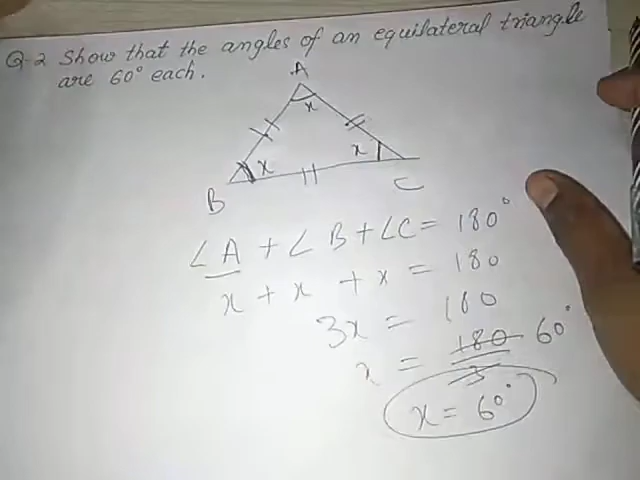 Q-2 Show that the angles of an equilateral triangle
are 60° each.
A
x
x
x
B
C
∠A + ∠B + ∠C = 180°
x + x + x = 180
3x = 180
x = 180/3 60°
x = 60°